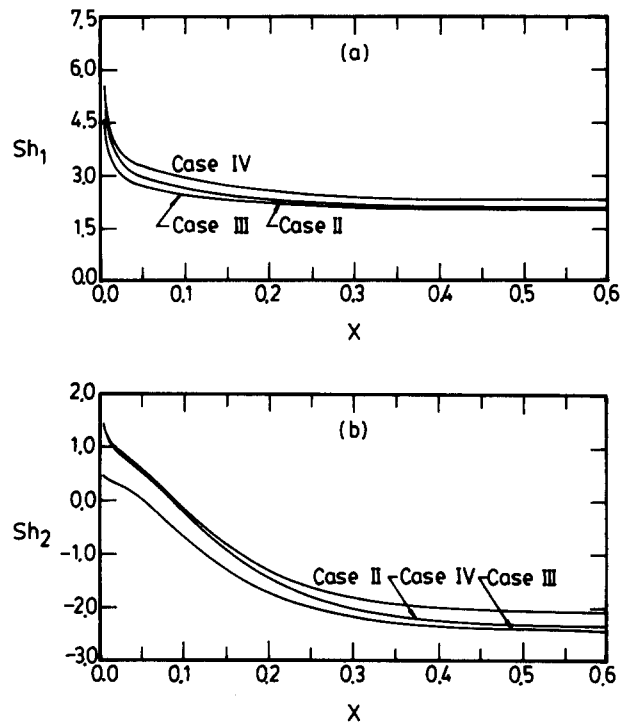 7.5
(a)
6.0
4.5
Sh1
Case IV
3.0
1.5
Case III
Case II
0.0
0.0 0.1 0.2 0.3 0.4 0.5 0.6
X
2.0
(b)
1.0
0.0
Sh2
-1.0
Case II Case IV Case III
-2.0
-3.0
0.0 0.1 0.2 0.3 0.4 0.5 0.6
X